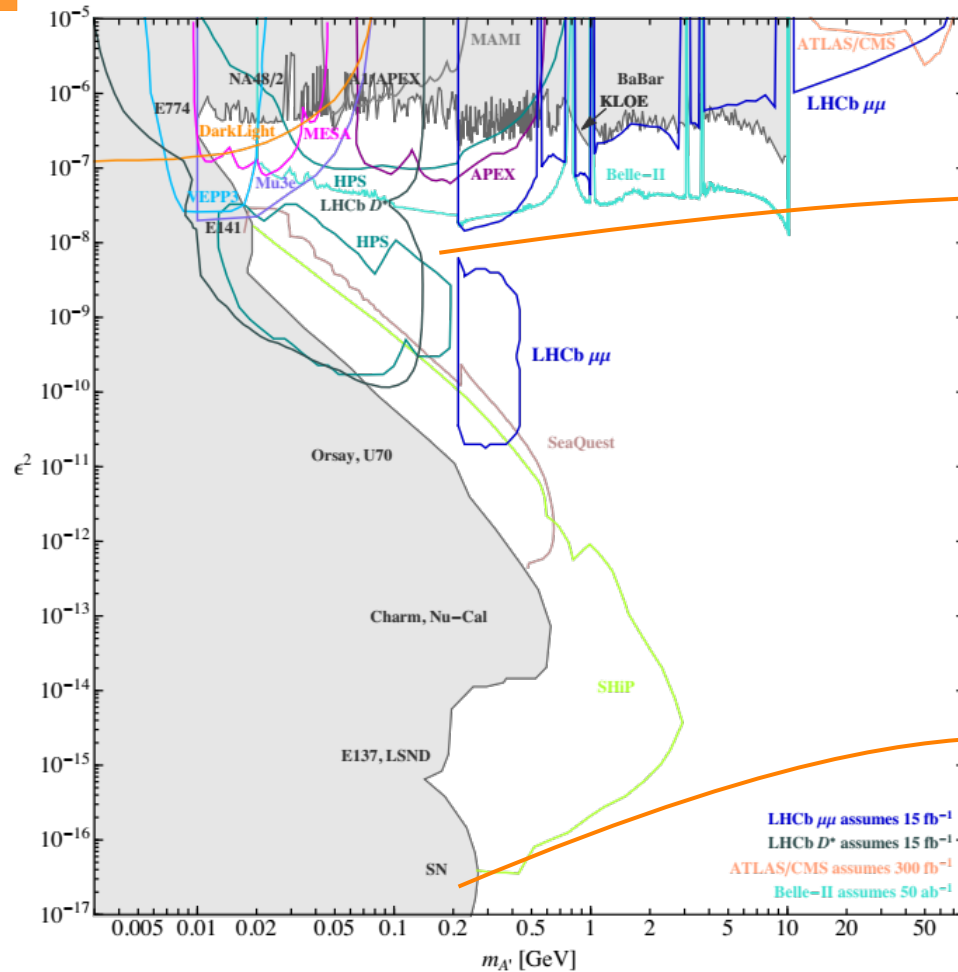 10⁻⁵
10⁻⁶
10⁻⁷
10⁻⁸
10⁻⁹
10⁻¹⁰
10⁻¹¹
10⁻¹²
10⁻¹³
10⁻¹⁴
10⁻¹⁵
10⁻¹⁶
10⁻¹⁷
ϵ²
MAMI
ATLAS/CMS
NA48/2
A1/APEX
BaBar
E774
KLOE
LHCb μμ
DarkLight
MESA
APEX
Belle−II
Mu3e
HPS
VEPP3
LHCb D*
E141
HPS
LHCb μμ
SeaQuest
Orsay, U70
Charm, Nu−Cal
SHiP
E137, LSND
SN
LHCb μμ assumes 15 fb⁻¹
LHCb D* assumes 15 fb⁻¹
ATLAS/CMS assumes 300 fb⁻¹
Belle−II assumes 50 ab⁻¹
0.005 0.01 0.02 0.05 0.1 0.2 0.5 1 2 5 10 20 50
m_A' [GeV]